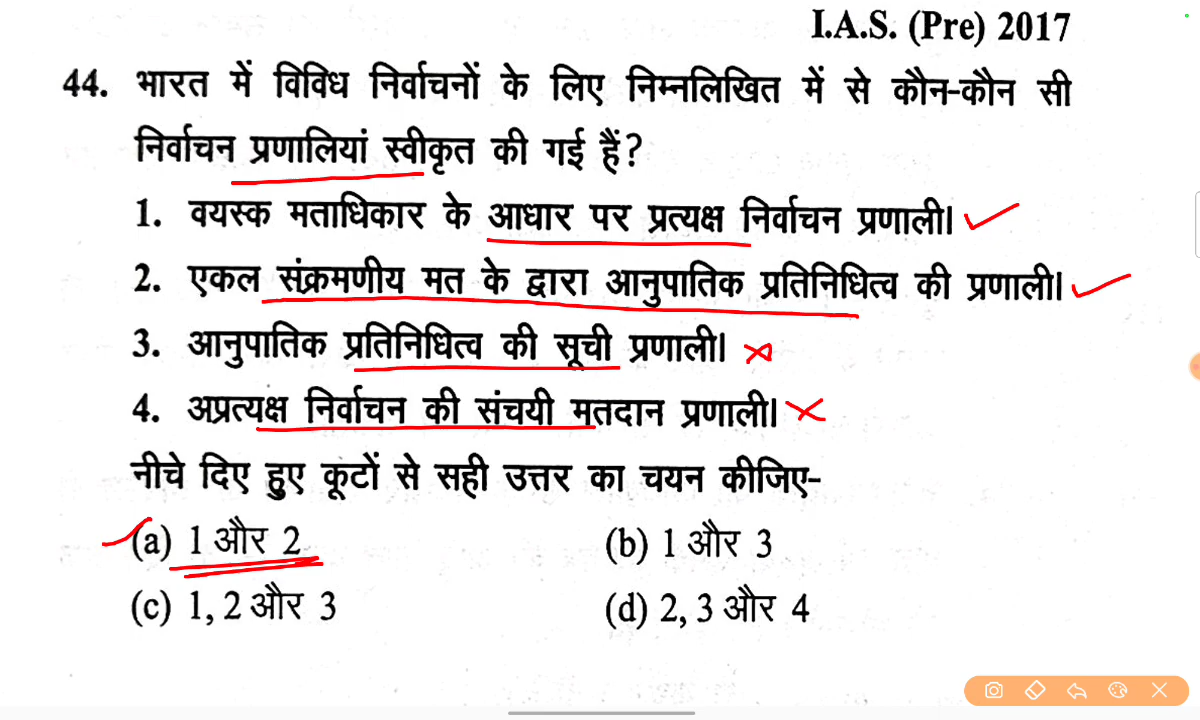 I.A.S. (Pre) 2017
44. भारत में विविध निर्वाचनों के लिए निम्नलिखित में से कौन-कौन सी
निर्वाचन प्रणालियां स्वीकृत की गई हैं?
1. वयस्क मताधिकार के आधार पर प्रत्यक्ष निर्वाचन प्रणाली।
2. एकल संक्रमणीय मत के द्वारा आनुपातिक प्रतिनिधित्व की प्रणाली।
3. आनुपातिक प्रतिनिधित्व की सूची प्रणाली।
4. अप्रत्यक्ष निर्वाचन की संचयी मतदान प्रणाली।
नीचे दिए हुए कूटों से सही उत्तर का चयन कीजिए-
(a) 1 और 2 (b) 1 और 3
(c) 1, 2 और 3 (d) 2, 3 और 4